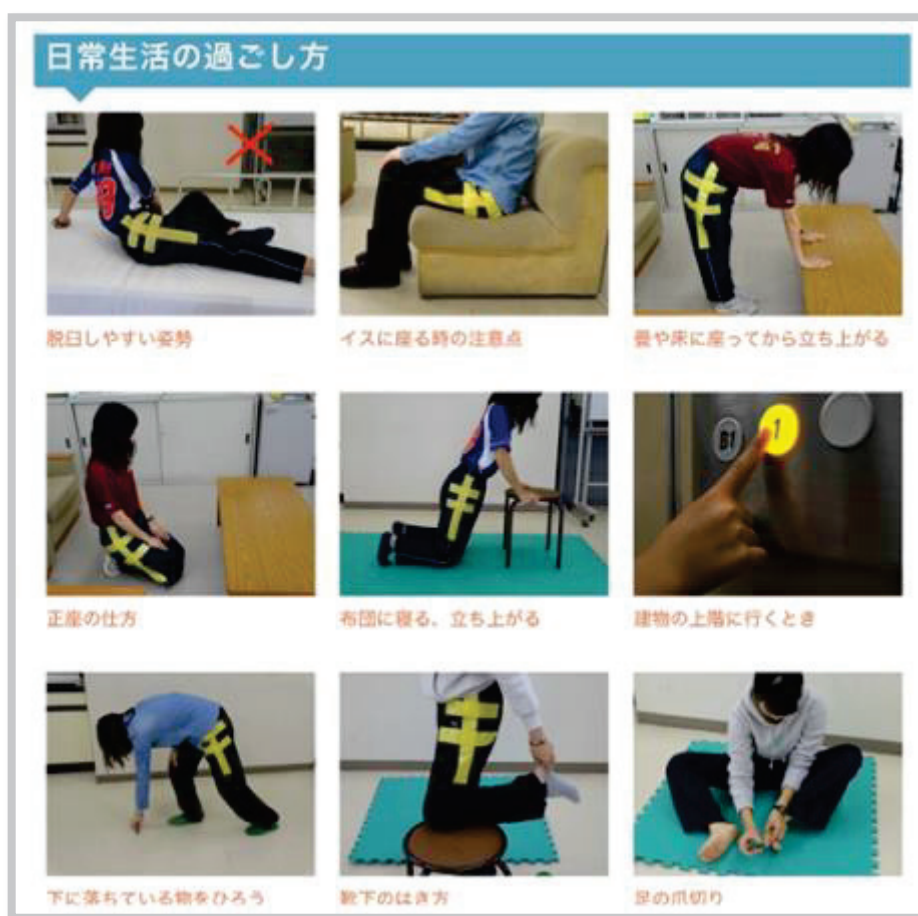 日常生活の過ごし方
脱臼しやすい姿勢
イスに座る時の注意点
畳や床に座ってから立ち上がる
正座の仕方
布団に寝る、立ち上がる
B1
1
建物の上階に行くとき
下に落ちている物をひろう
靴下のはき方
足の爪切り